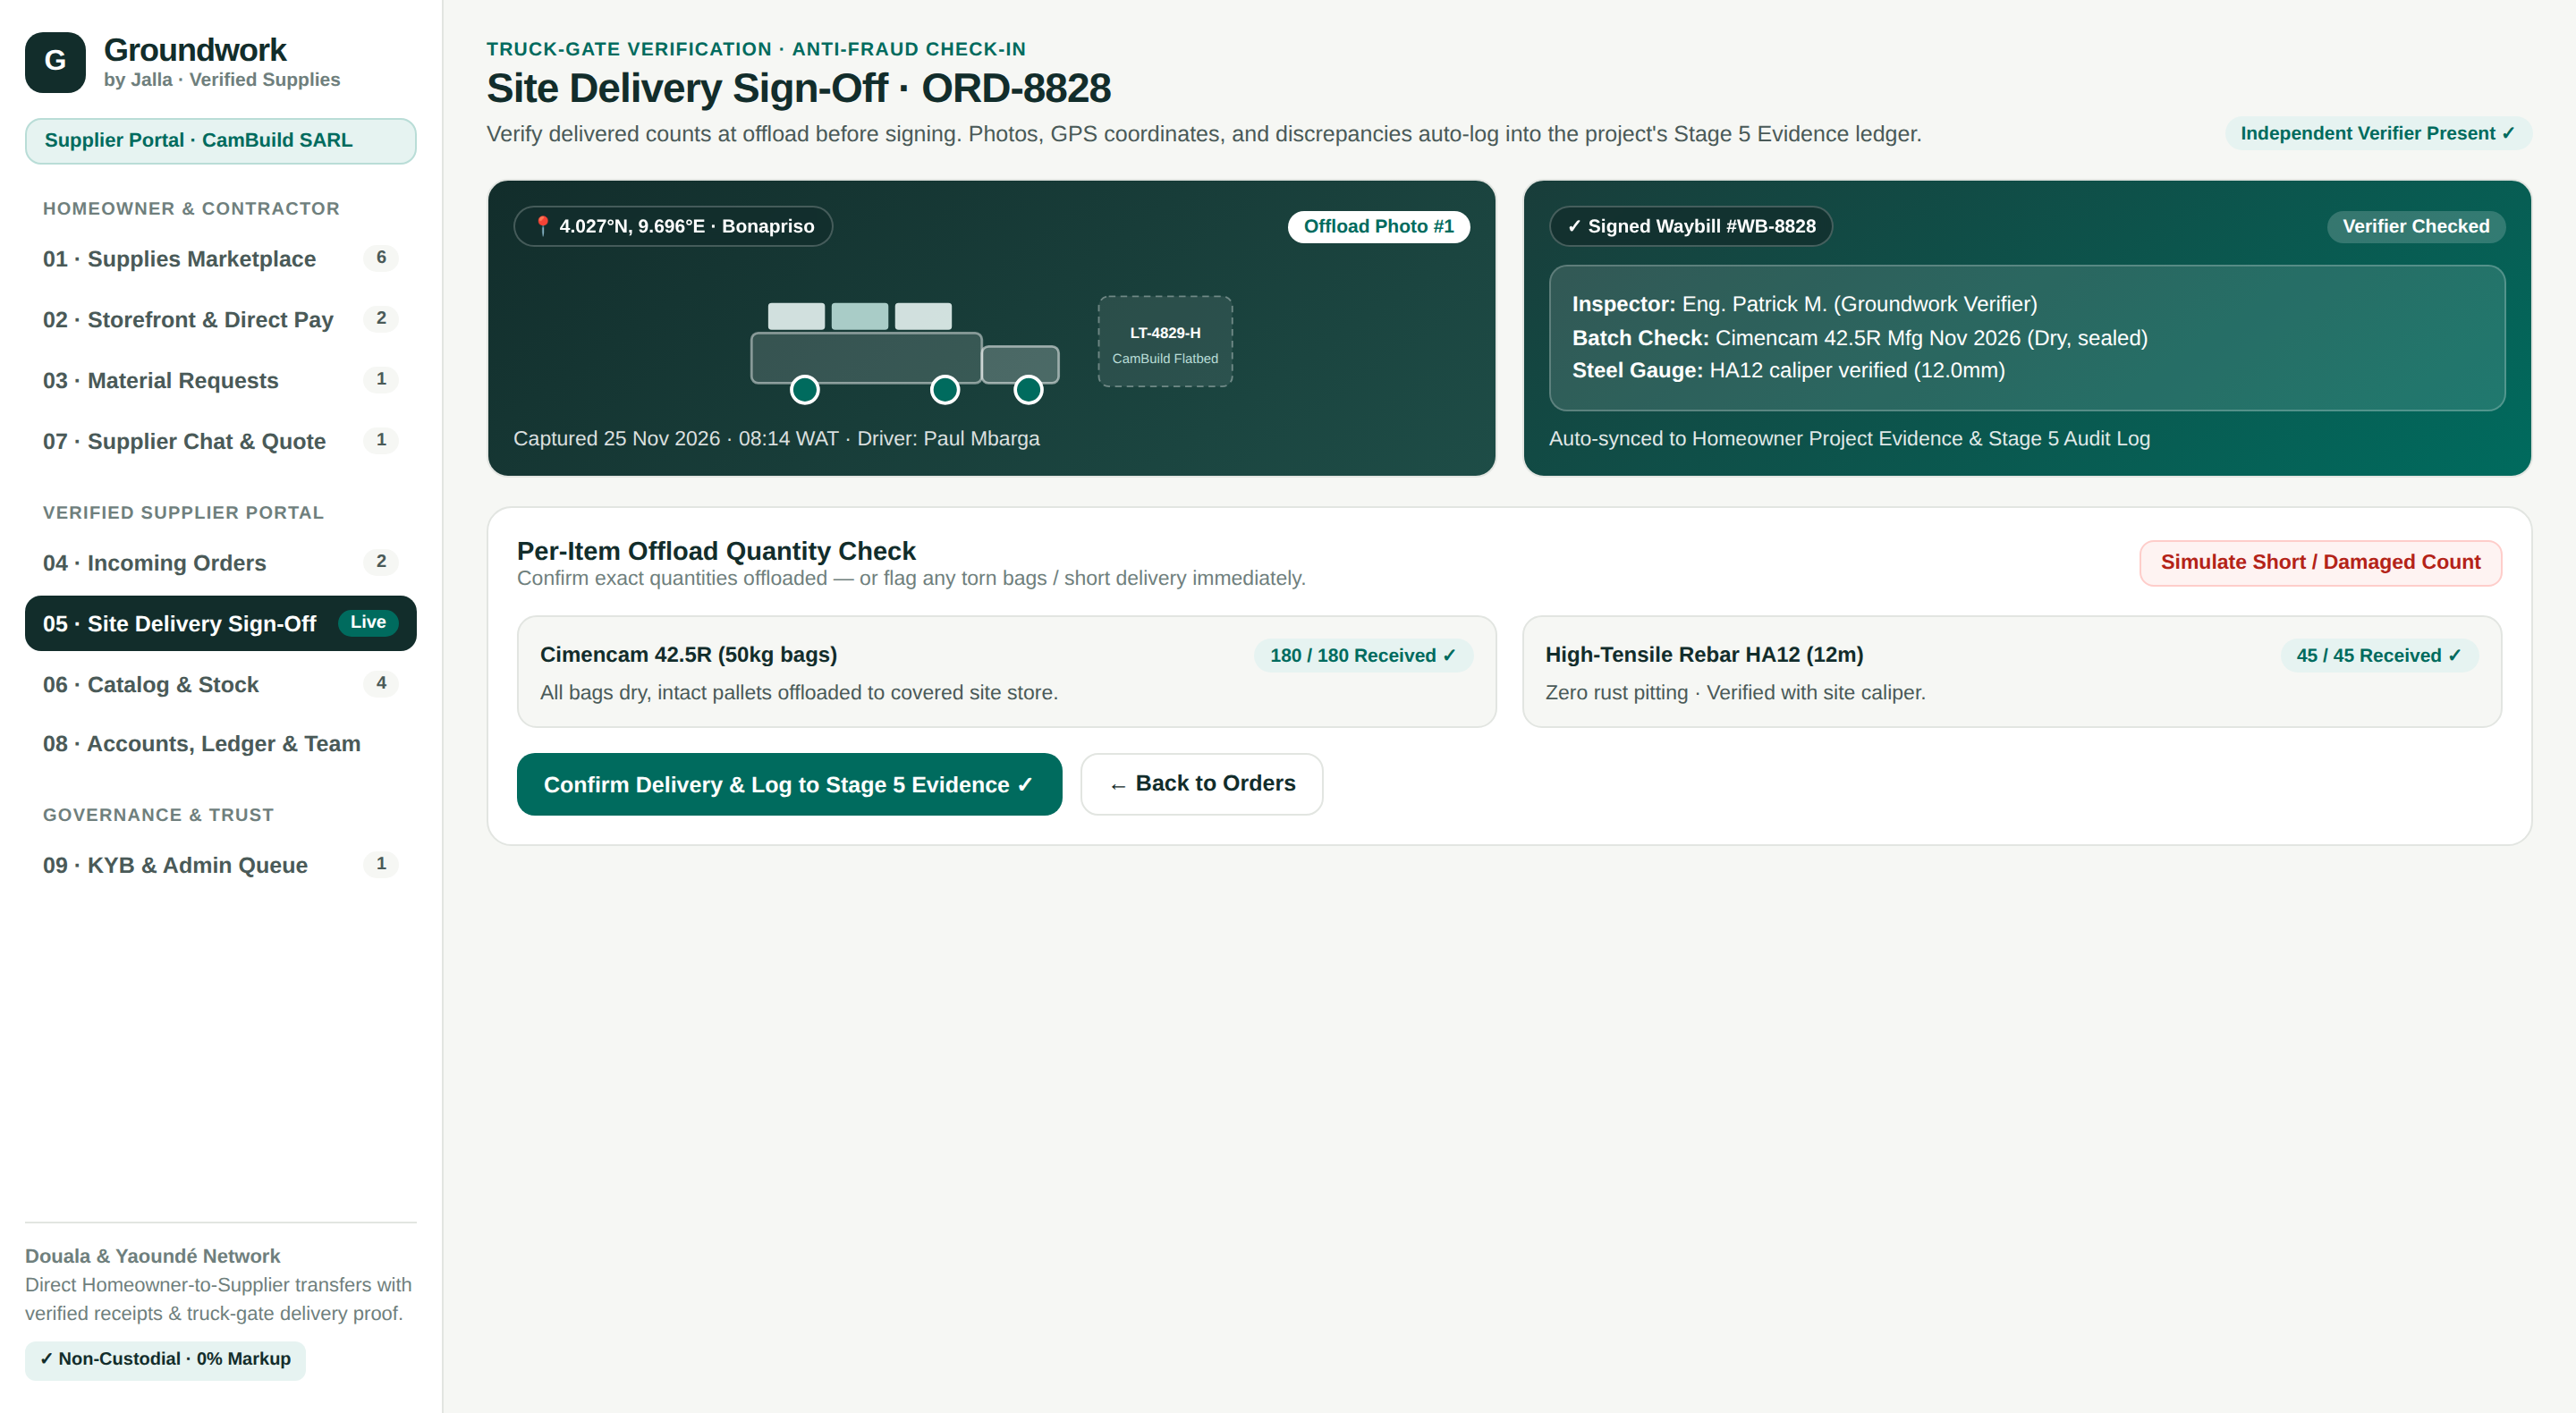 G
Groundwork
by Jalla · Verified Supplies
Supplier Portal · CamBuild SARL
HOMEOWNER & CONTRACTOR
01 · Supplies Marketplace 6
02 · Storefront & Direct Pay 2
03 · Material Requests 1
07 · Supplier Chat & Quote 1
VERIFIED SUPPLIER PORTAL
04 · Incoming Orders 2
05 · Site Delivery Sign-Off Live
06 · Catalog & Stock 4
08 · Accounts, Ledger & Team
GOVERNANCE & TRUST
09 · KYB & Admin Queue 1
Douala & Yaoundé Network
Direct Homeowner-to-Supplier transfers with
verified receipts & truck-gate delivery proof.
✓ Non-Custodial · 0% Markup
TRUCK-GATE VERIFICATION · ANTI-FRAUD CHECK-IN
Site Delivery Sign-Off · ORD-8828
Verify delivered counts at offload before signing. Photos, GPS coordinates, and discrepancies auto-log into the project's Stage 5 Evidence ledger.
Independent Verifier Present ✓
📍 4.027°N, 9.696°E · Bonapriso
Offload Photo #1
LT-4829-H
CamBuild Flatbed
Captured 25 Nov 2026 · 08:14 WAT · Driver: Paul Mbarga
✓ Signed Waybill #WB-8828
Verifier Checked
Inspector: Eng. Patrick M. (Groundwork Verifier)
Batch Check: Cimencam 42.5R Mfg Nov 2026 (Dry, sealed)
Steel Gauge: HA12 caliper verified (12.0mm)
Auto-synced to Homeowner Project Evidence & Stage 5 Audit Log
Per-Item Offload Quantity Check
Confirm exact quantities offloaded — or flag any torn bags / short delivery immediately.
Simulate Short / Damaged Count
Cimencam 42.5R (50kg bags)
180 / 180 Received ✓
All bags dry, intact pallets offloaded to covered site store.
High-Tensile Rebar HA12 (12m)
45 / 45 Received ✓
Zero rust pitting · Verified with site caliper.
Confirm Delivery & Log to Stage 5 Evidence ✓
← Back to Orders